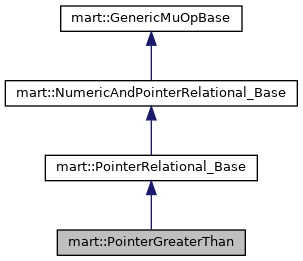 mart::GenericMuOpBase
mart::NumericAndPointerRelational_Base
mart::PointerRelational_Base
mart::PointerGreaterThan